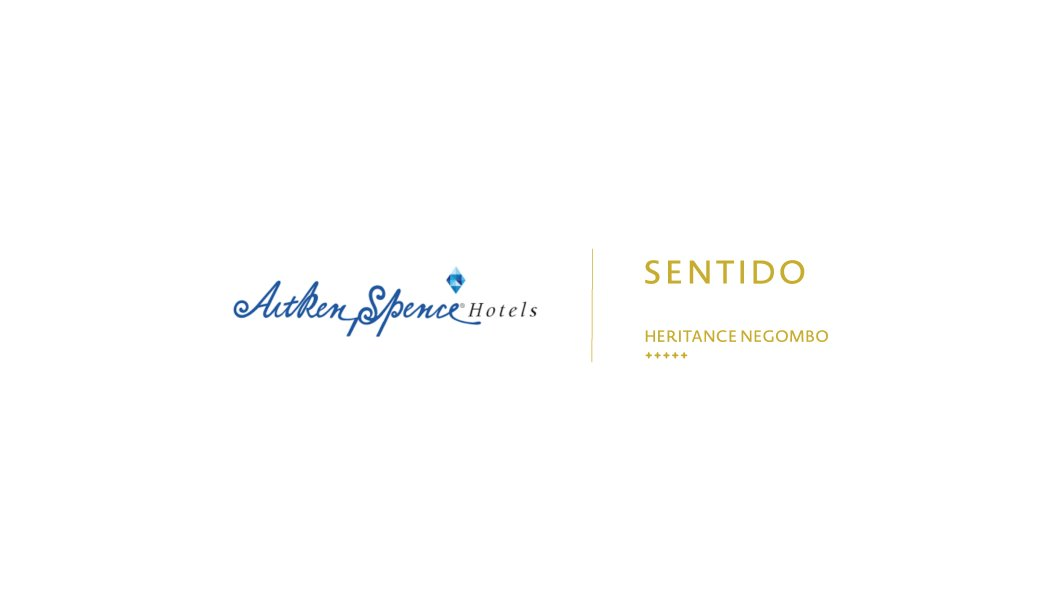 Aitken Spence® Hotels
SENTIDO
HERITANCE NEGOMBO
+++++